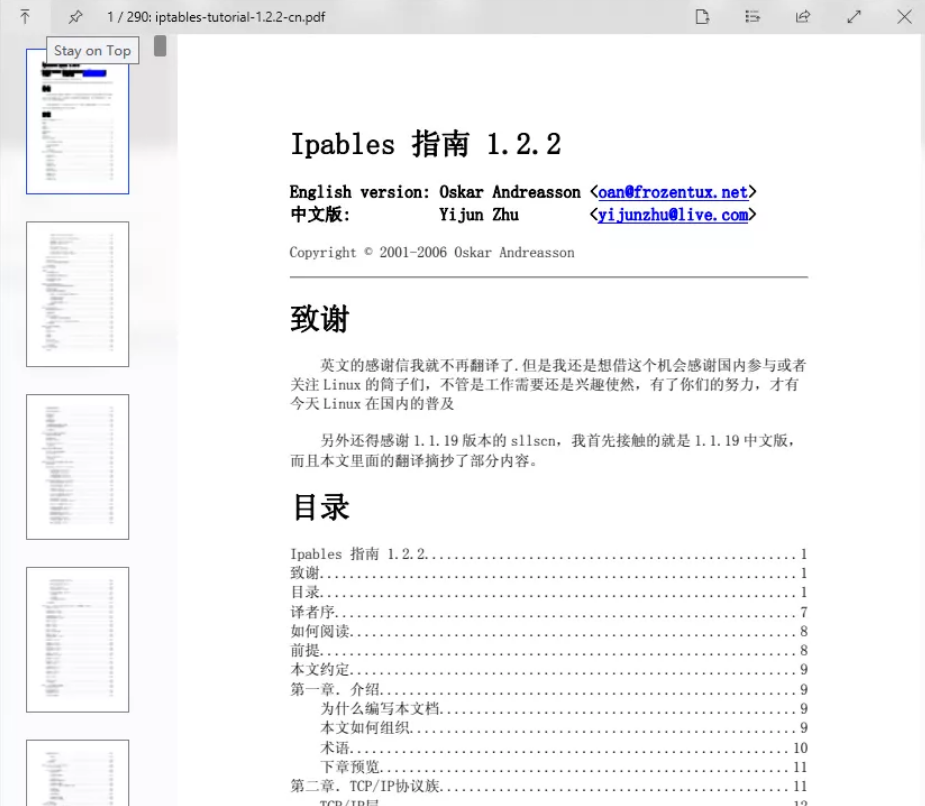 1 / 290: iptables-tutorial-1.2.2-cn.pdf
Stay on Top
Ipables 指南 1.2.2
English version: Oskar Andreasson <oan@frozentux.net>
中文版: Yijun Zhu <yijunzhu@live.com>
Copyright © 2001-2006 Oskar Andreasson
致谢
英文的感谢信我就不再翻译了.但是我还是想借这个机会感谢国内参与或者
关注 Linux 的筒子们，不管是工作需要还是兴趣使然，有了你们的努力，才有
今天 Linux 在国内的普及
另外还得感谢 1.1.19 版本的 sllscn，我首先接触的就是 1.1.19 中文版，
而且本文里面的翻译摘抄了部分内容。
目录
Ipables 指南 1.2.2.................................................. 1
致谢................................................................ 1
目录................................................................ 1
译者序.............................................................. 7
如何阅读............................................................ 8
前提................................................................ 8
本文约定............................................................ 9
第一章. 介绍........................................................ 9
为什么编写本文档................................................ 9
本文如何组织.................................................... 9
术语........................................................... 10
下章预览....................................................... 11
第二章. TCP/IP协议族............................................... 11
TCP/IP层....................................................... 12